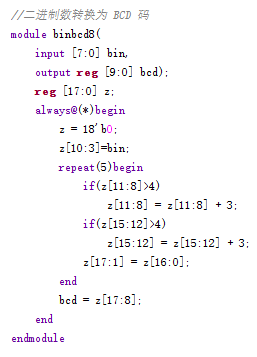 //二进制数转换为 BCD 码
module binbcd8(
    input [7:0] bin,
    output reg [9:0] bcd);
    reg [17:0] z;
    always@(*)begin
        z = 18'b0;
        z[10:3]=bin;
        repeat(5)begin
            if(z[11:8]>4)
                z[11:8] = z[11:8] + 3;
            if(z[15:12]>4)
                z[15:12] = z[15:12] + 3;
            z[17:1] = z[16:0];
        end
        bcd = z[17:8];
    end
endmodule